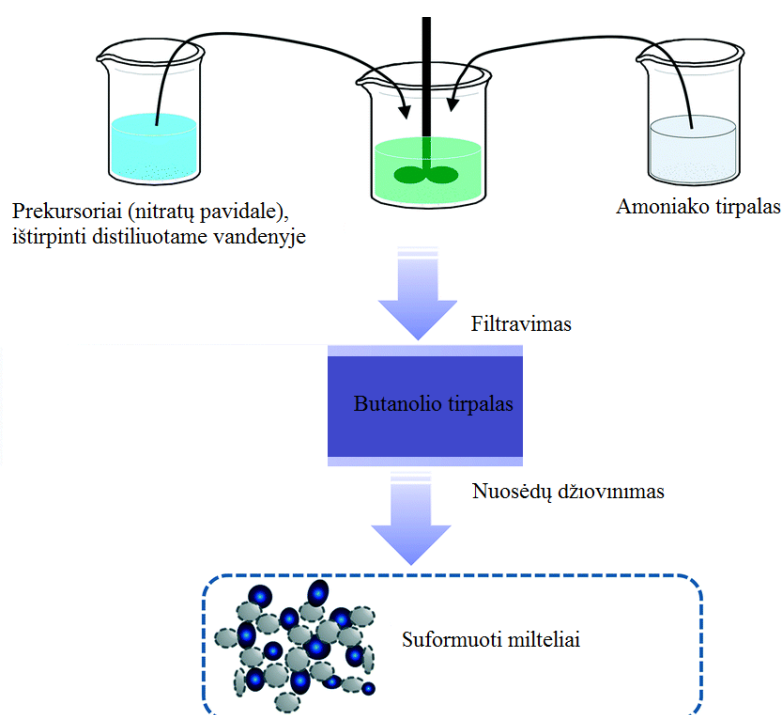 Prekursoriai (nitratų pavidale),
ištirpinti distiliuotame vandenyje
Amoniako tirpalas
Filtravimas
Butanolio tirpalas
Nuosėdų džiovinimas
Suformuoti milteliai